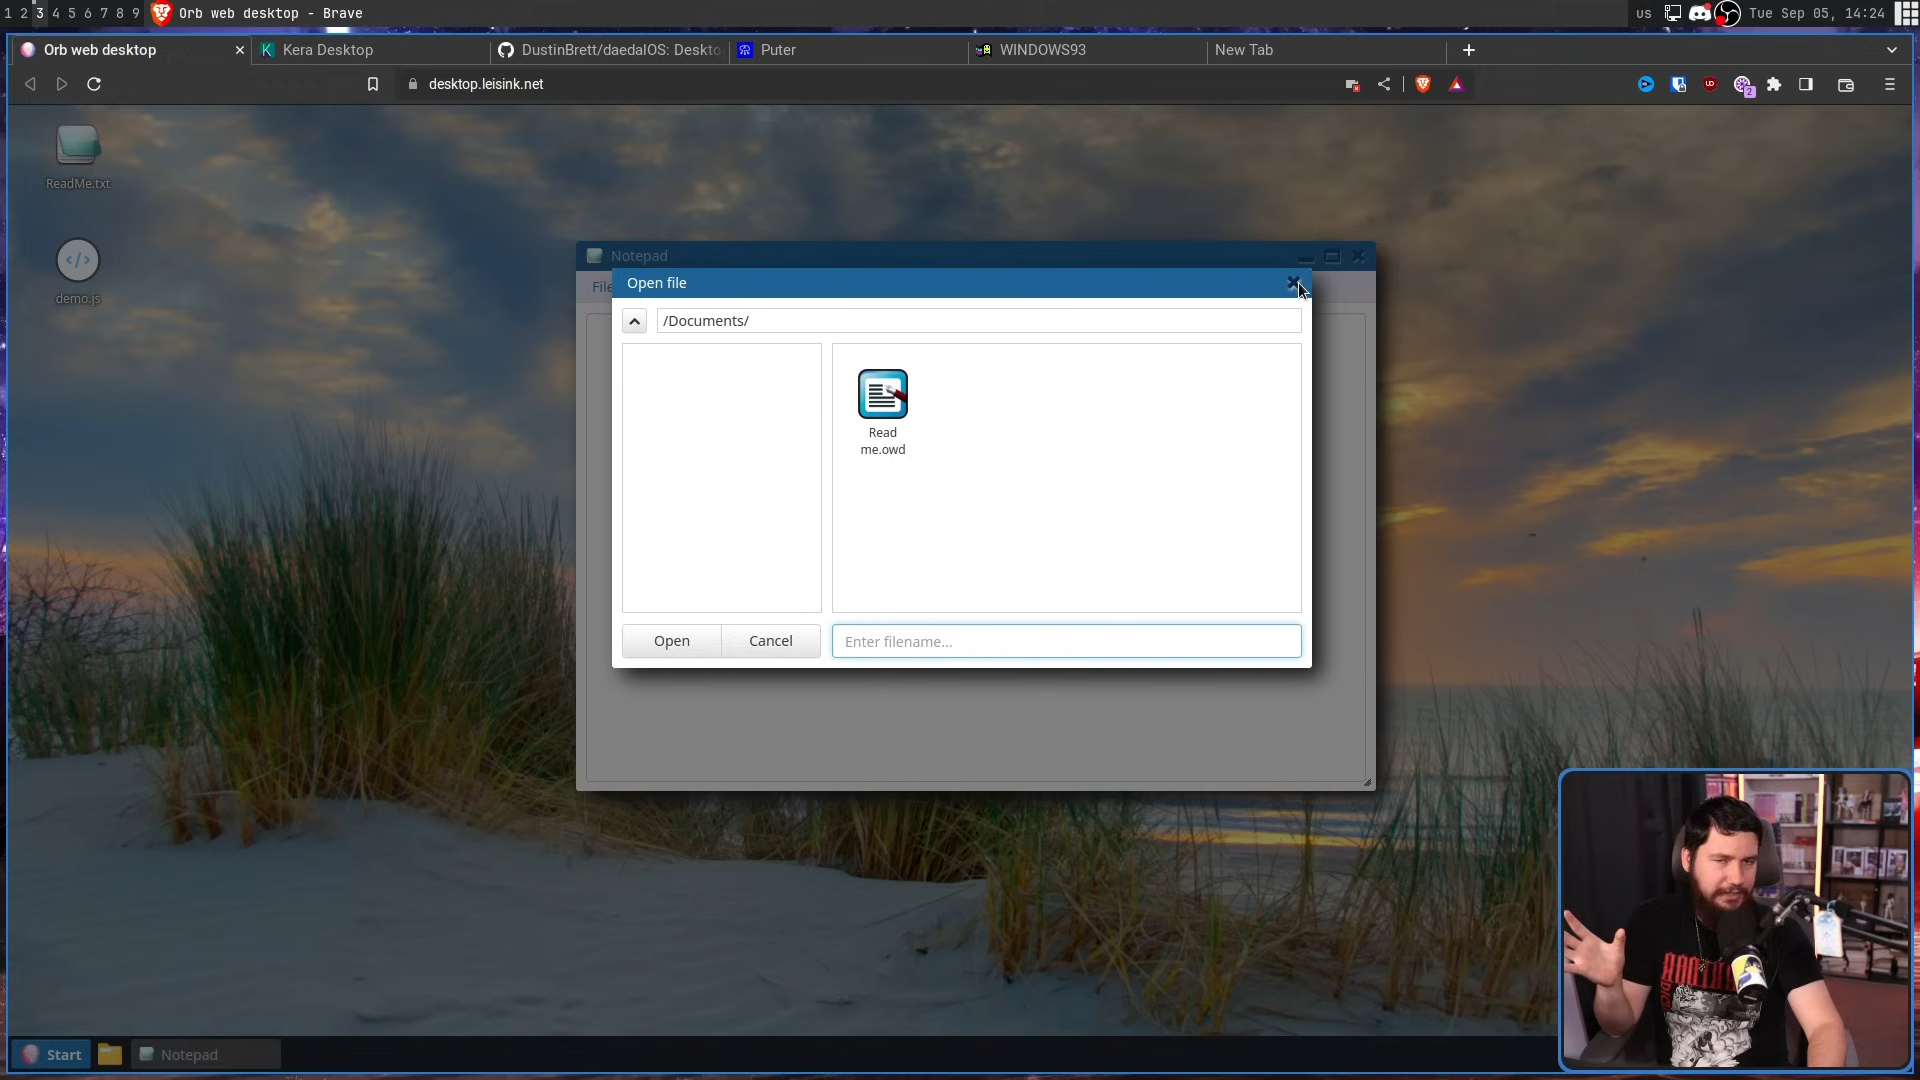 1 2 3 4 5 6 7 8 9 Orb web desktop - Brave
us Tue Sep 05, 14:24
Orb web desktop
Kera Desktop
DustinBrett/daedalOS: Deskto
Puter
WINDOWS93
New Tab
desktop.leisink.net
UD
2
ReadMe.txt
</>
demo.js
Notepad
File
Open file
/Documents/
Read
me.owd
Open
Cancel
Enter filename...
Start
Notepad